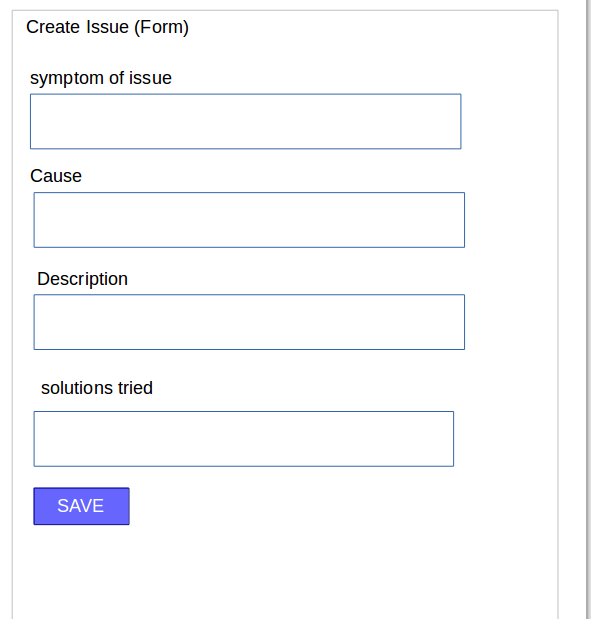 Create Issue (Form)
symptom of issue
Cause
Description
solutions tried
SAVE